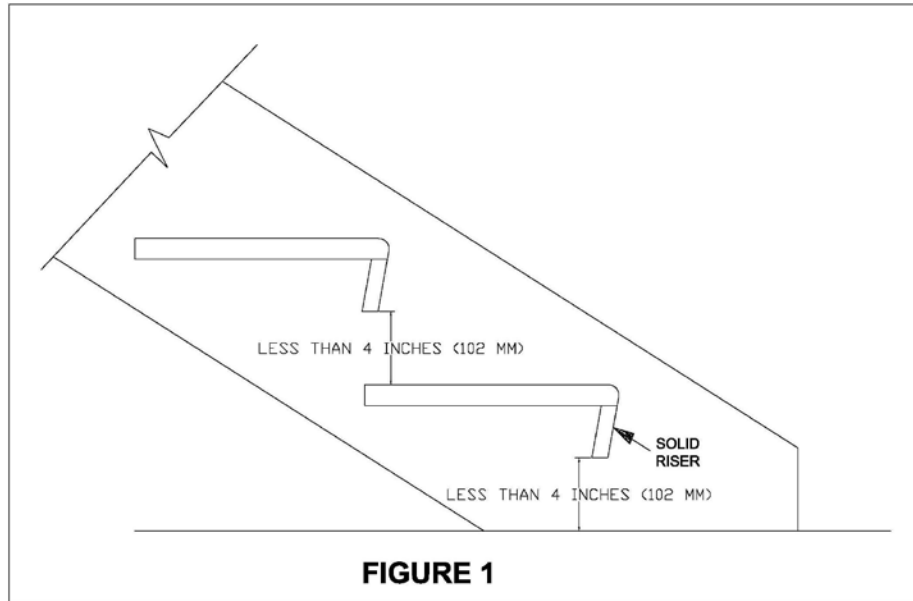 LESS THAN 4 INCHES (102 MM)
SOLID
RISER
LESS THAN 4 INCHES (102 MM)
FIGURE 1